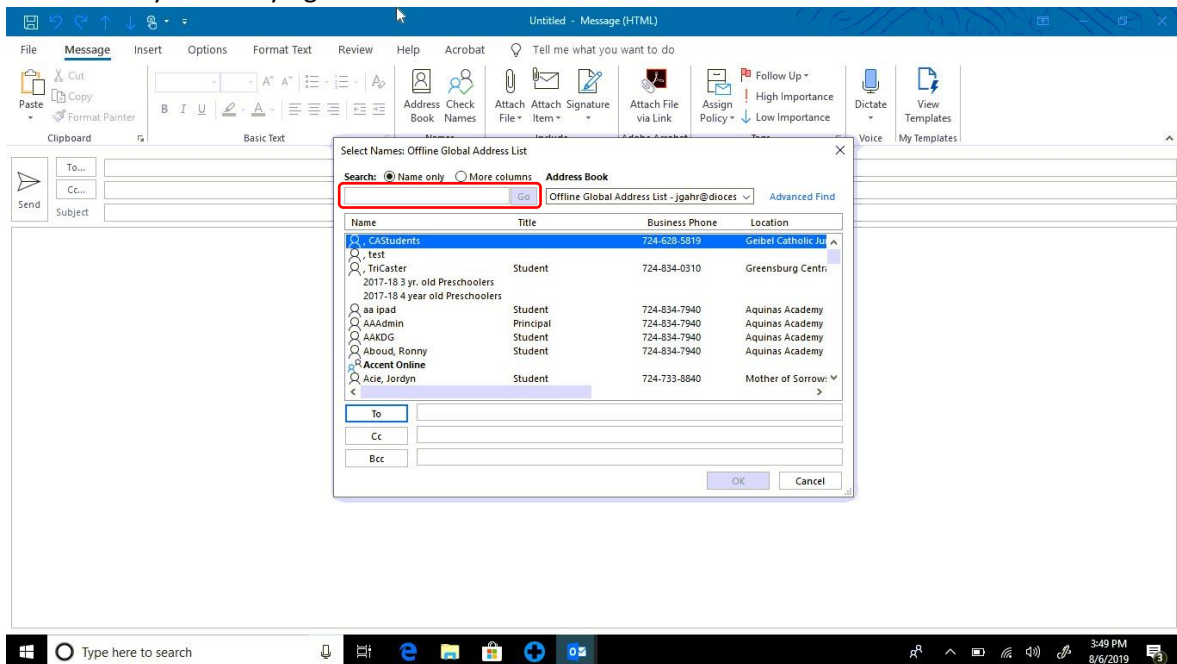 Untitled - Message (HTML)
File Message Insert Options Format Text Review Help Acrobat Tell me what you want to do
Paste
Cut
Copy
Format Painter
B I U A
Address Book
Check Names
Attach File
Attach Item
Signature
Attach File via Link
Assign Policy
Follow Up
High Importance
Low Importance
Dictate
View Templates
Clipboard Basic Text Names Include Adobe Acrobat Tags Voice My Templates
Send
To...
Cc...
Subject
Select Names: Offline Global Address List
Search: Name only More columns Address Book
Go Offline Global Address List - jgahr@dioces Advanced Find
Name Title Business Phone Location
, CAStudents 724-628-5819 Geibel Catholic Ju
, test
, TriCaster Student 724-834-0310 Greensburg Centr
2017-18 3 yr. old Preschoolers
2017-18 4 year old Preschoolers
aa ipad Student 724-834-7940 Aquinas Academy
AAAdmin Principal 724-834-7940 Aquinas Academy
AAKDG Student 724-834-7940 Aquinas Academy
Aboud, Ronny Student 724-834-7940 Aquinas Academy
Accent Online
Acie, Jordyn Student 724-733-8840 Mother of Sorrow
To
Cc
Bcc
OK Cancel
Type here to search
3:49 PM
8/6/2019
3